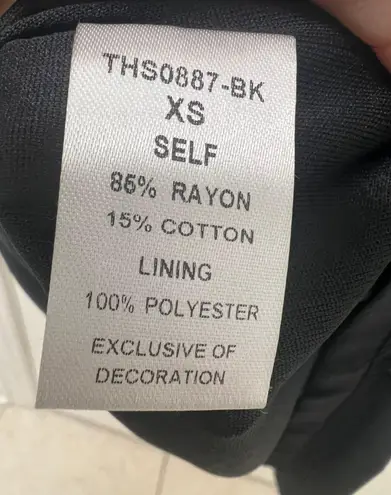 THS0887-BK
XS
SELF
85% RAYON
15% COTTON
LINING
100% POLYESTER
EXCLUSIVE OF
DECORATION